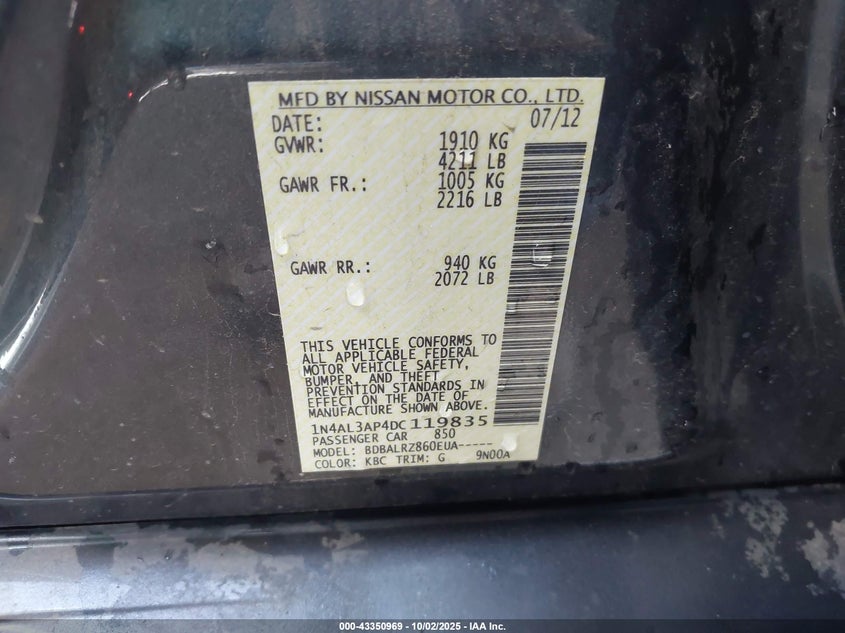 MFD BY NISSAN MOTOR CO., LTD.
DATE: 07/12
GVWR: 1910 KG
4211 LB
GAWR FR.: 1005 KG
2216 LB
GAWR RR.: 940 KG
2072 LB
THIS VEHICLE CONFORMS TO
ALL APPLICABLE FEDERAL
MOTOR VEHICLE SAFETY,
BUMPER, AND THEFT
PREVENTION STANDARDS IN
EFFECT ON THE DATE OF
MANUFACTURE SHOWN ABOVE.
1N4AL3AP4DC119835
PASSENGER CAR 850
MODEL: BDBALRZ860EUA-----
COLOR: KBC TRIM: G 9N00A
000-43350969 - 10/02/2025 - IAA Inc.